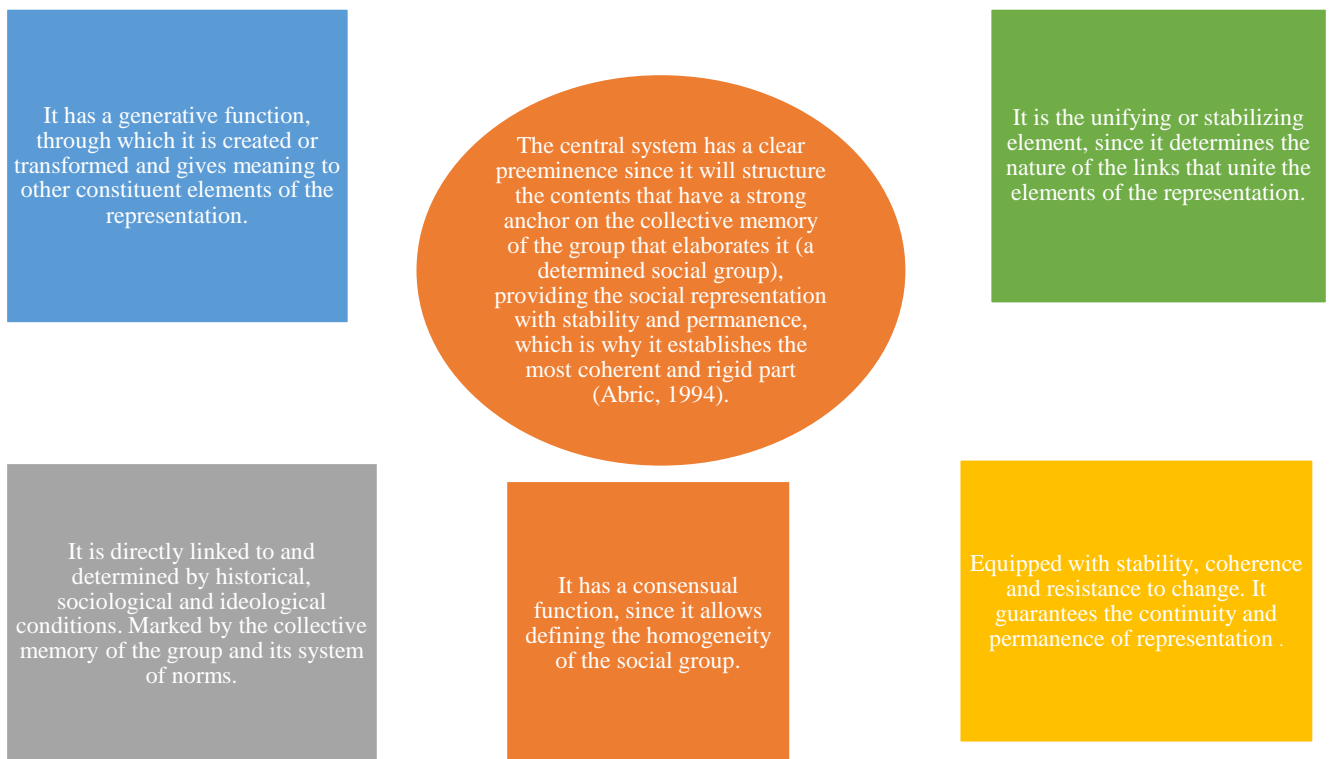 It has a generative function,
through which it is created or
transformed and gives meaning to
other constituent elements of the
representation.
The central system has a clear
preeminence since it will structure
the contents that have a strong
anchor on the collective memory
of the group that elaborates it (a
determined social group),
providing the social representation
with stability and permanence,
which is why it establishes the
most coherent and rigid part
(Abric, 1994).
It is the unifying or stabilizing
element, since it determines the
nature of the links that unite the
elements of the representation.
It is directly linked to and
determined by historical,
sociological and ideological
conditions. Marked by the collective
memory of the group and its system
of norms.
It has a consensual
function, since it allows
defining the homogeneity
of the social group.
Equipped with stability, coherence
and resistance to change. It
guarantees the continuity and
permanence of representation .